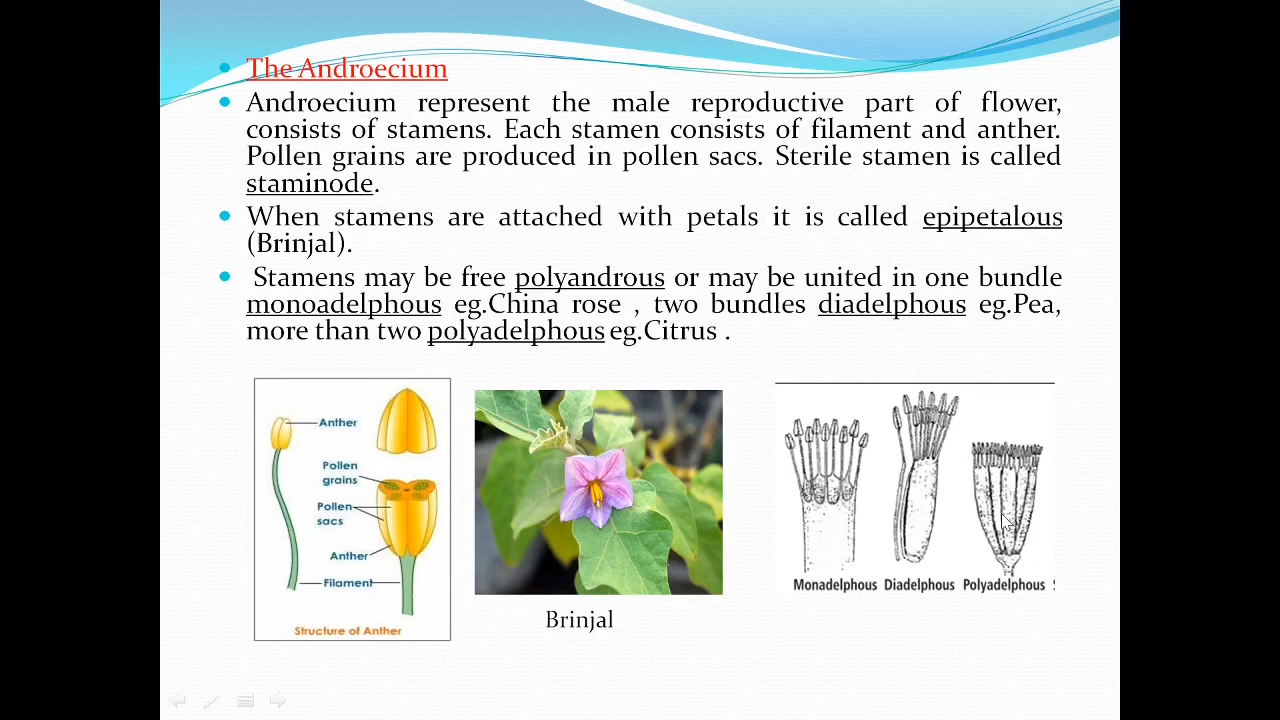 The Androecium
Androecium represent the male reproductive part of flower,
consists of stamens. Each stamen consists of filament and anther.
Pollen grains are produced in pollen sacs. Sterile stamen is called
staminode.
When stamens are attached with petals it is called epipetalous
(Brinjal).
Stamens may be free polyandrous or may be united in one bundle
monoadelphous eg.China rose , two bundles diadelphous eg.Pea,
more than two polyadelphous eg.Citrus .
Anther
Pollen
grains
Pollen
sacs
Anther
Filament
Structure of Anther
Brinjal
Monadelphous Diadelphous Polyadelphous